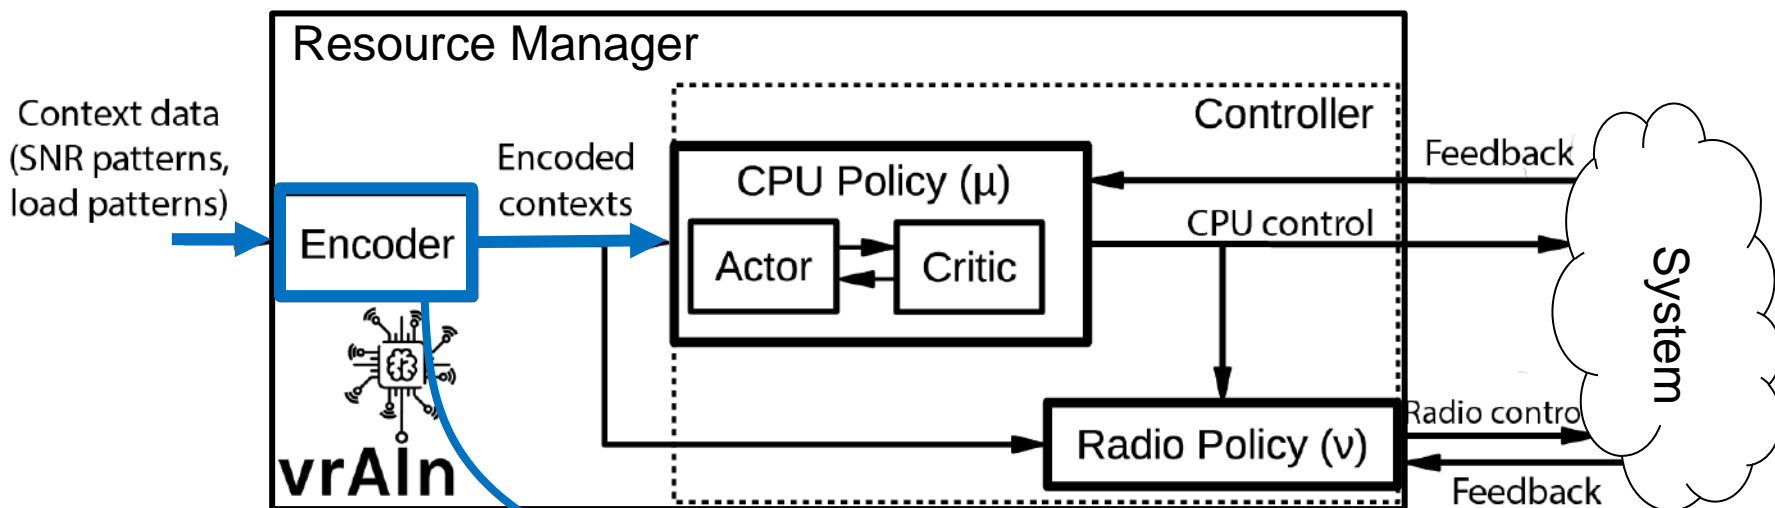 Resource Manager
Context data
(SNR patterns,
load patterns)
Encoder
Encoded
contexts
Controller
CPU Policy (μ)
Actor
Critic
Feedback
CPU control
System
Radio Policy (ν)
Radio control
Feedback
vrAIn